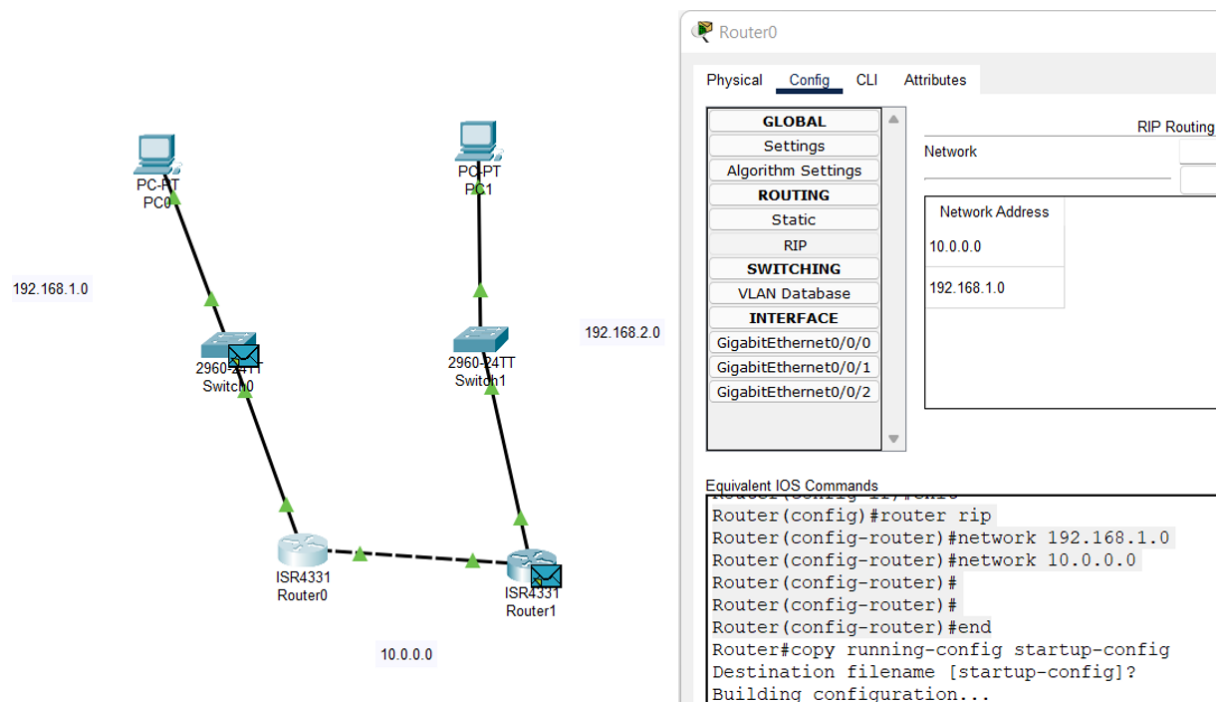 Router0
Physical Config CLI Attributes
GLOBAL
Settings
Algorithm Settings
ROUTING
Static
RIP
SWITCHING
VLAN Database
INTERFACE
GigabitEthernet0/0/0
GigabitEthernet0/0/1
GigabitEthernet0/0/2
RIP Routing
Network
Network Address
10.0.0.0
192.168.1.0
Equivalent IOS Commands
Router(config-if)#exit
Router(config)#router rip
Router(config-router)#network 192.168.1.0
Router(config-router)#network 10.0.0.0
Router(config-router)#
Router(config-router)#
Router(config-router)#end
Router#copy running-config startup-config
Destination filename [startup-config]?
Building configuration...
PC-PT
PC0
PC-PT
PC1
192.168.1.0
192.168.2.0
2960-24TT
Switch0
2960-24TT
Switch1
ISR4331
Router0
ISR4331
Router1
10.0.0.0